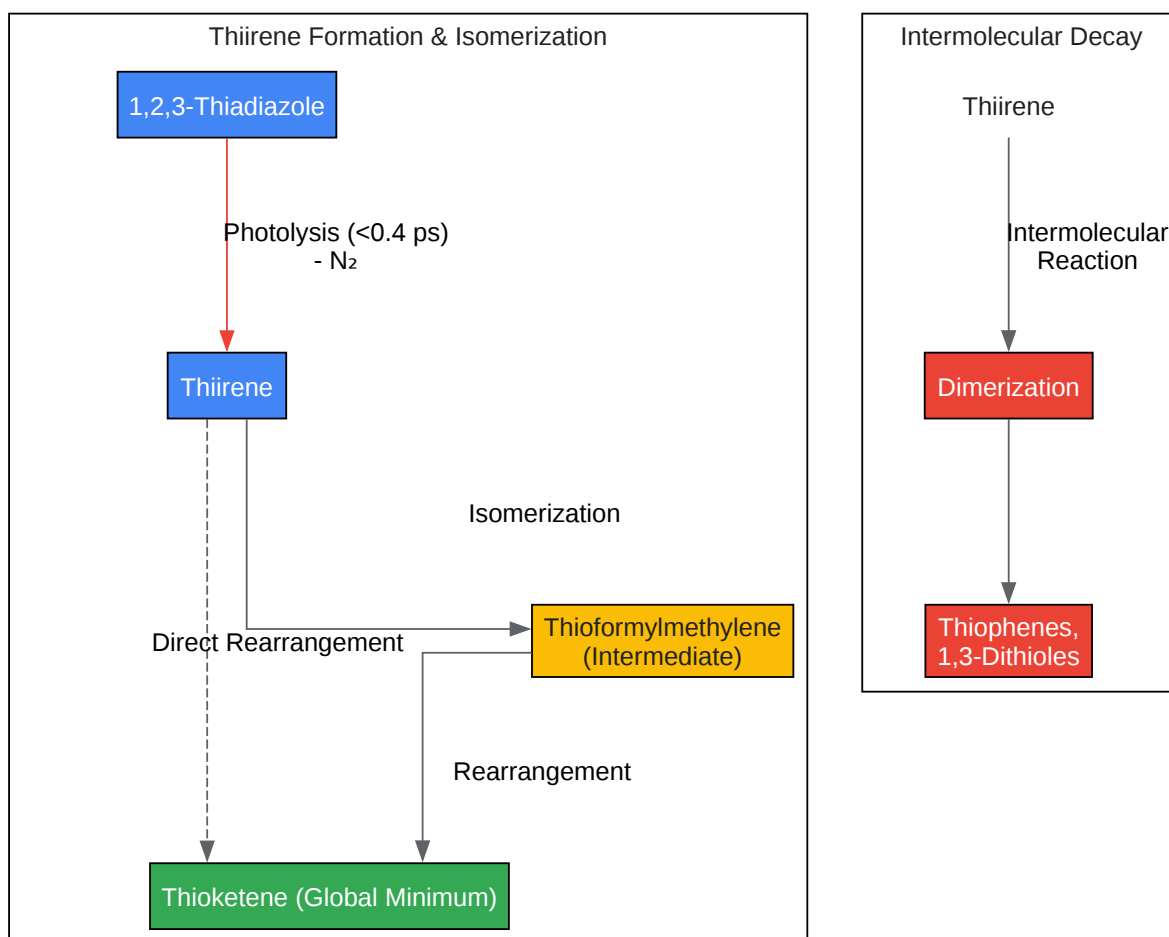 Thiirene Formation & Isomerization
1,2,3-Thiadiazole
Photolysis (<0.4 ps)
- N₂
Thiirene
Isomerization
Direct Rearrangement
Thioformylmethylene
(Intermediate)
Rearrangement
Thioketene (Global Minimum)
Intermolecular Decay
Thiirene
Intermolecular
Reaction
Dimerization
Thiophenes,
1,3-Dithioles